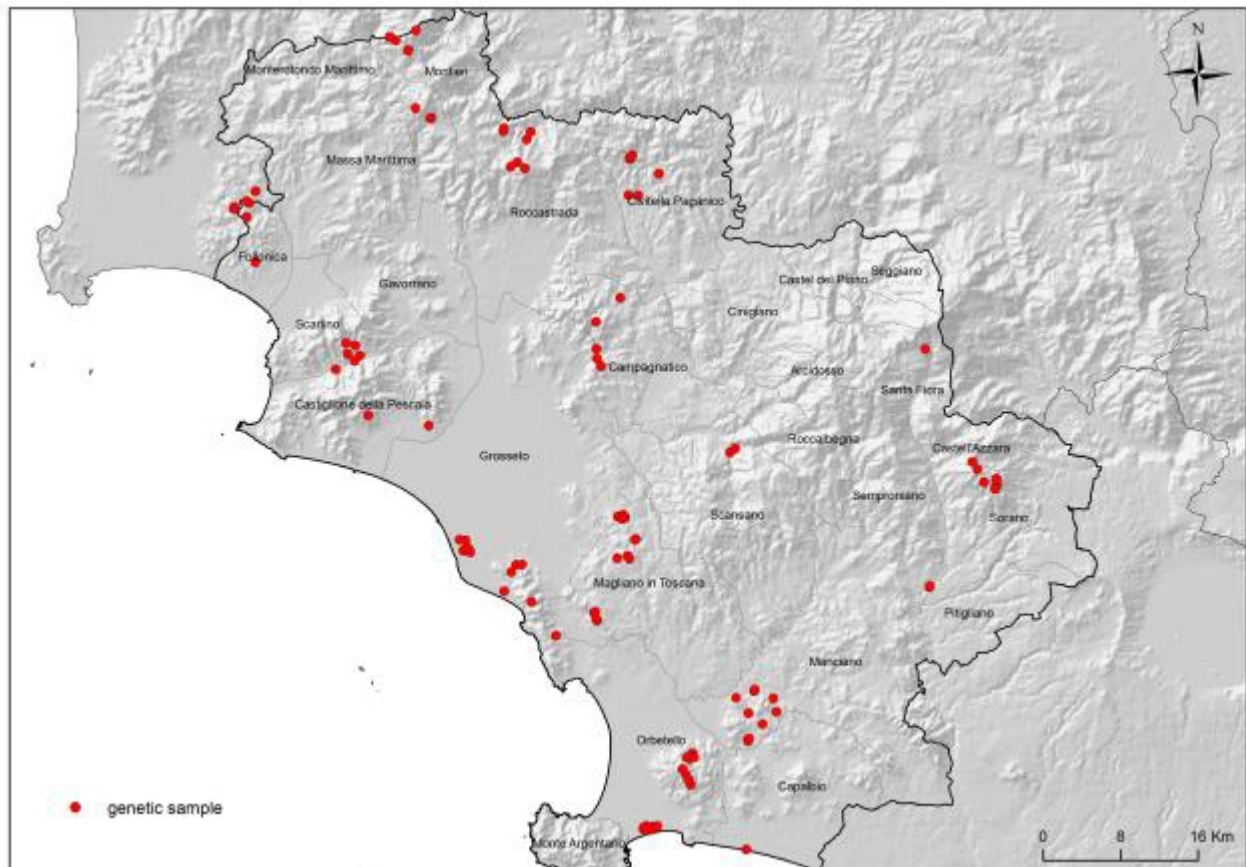 N
Monterotondo Marittimo
Montieri
Massa Marittima
Roccastrada
Civitella Paganico
Follonica
Gavorrano
Seggiano
Castel del Piano
Cinigiano
Scarlino
Campagnatico
Arcidosso
Santa Fiora
Castiglione della Pescaia
Roccalbegna
Castell'Azzara
Grosseto
Semproniano
Scansano
Sorano
Magliano in Toscana
Pitigliano
Manciano
Orbetello
Capalbio
genetic sample
Monte Argentario
0 8 16 Km